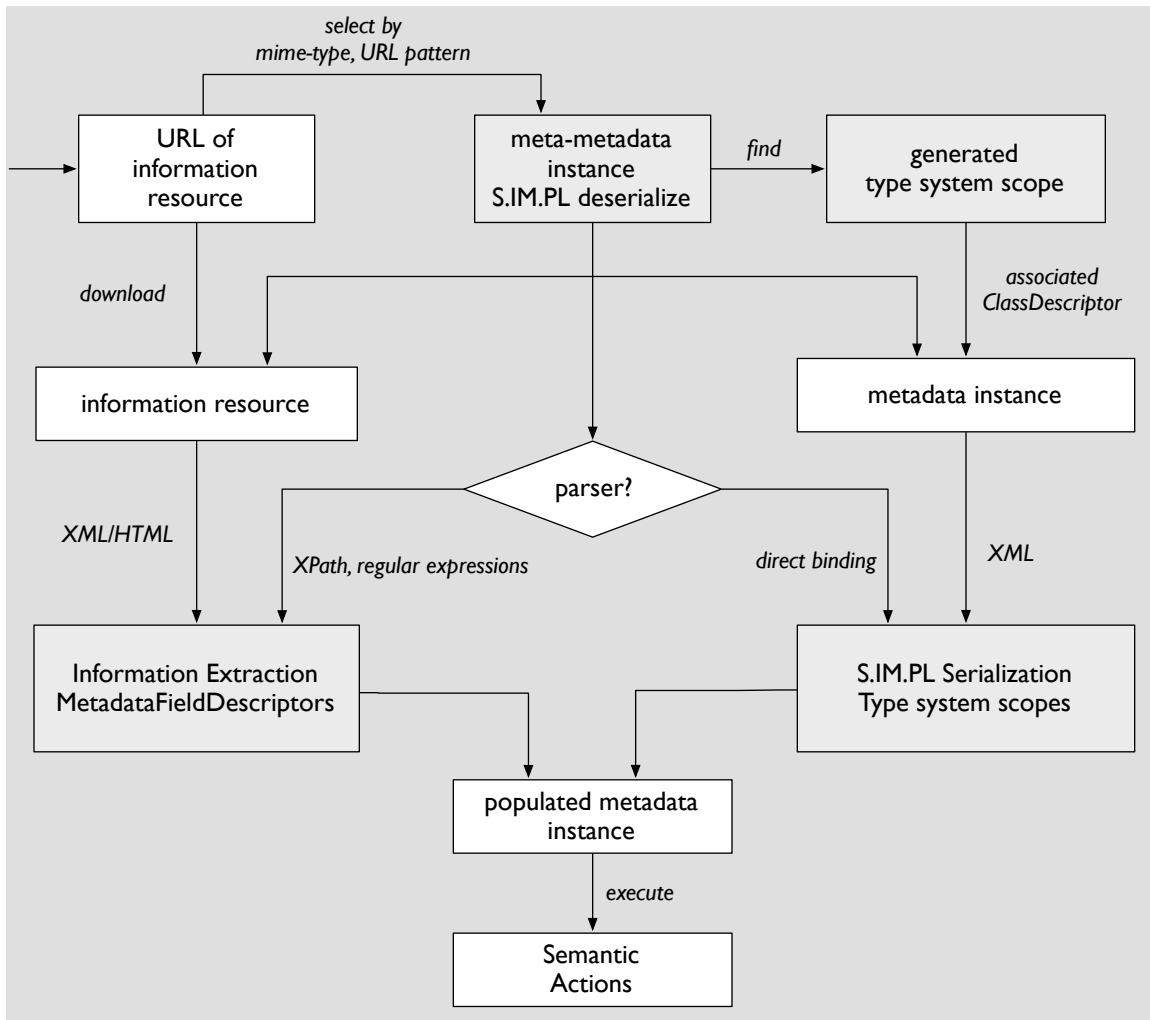 select by
mime-type, URL pattern
URL of
information
resource
meta-metadata
instance
S.IM.PL deserialize
find
generated
type system scope
download
associated
ClassDescriptor
information resource
metadata instance
parser?
XML/HTML
XPath, regular expressions
direct binding
XML
Information Extraction
MetadataFieldDescriptors
S.IM.PL Serialization
Type system scopes
populated metadata
instance
execute
Semantic
Actions